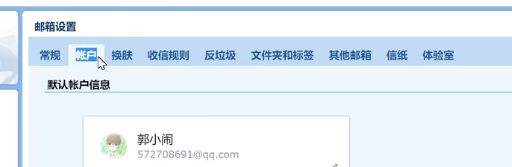 邮箱设置
常规 帐户 换肤 收信规则 反垃圾 文件夹和标签 其他邮箱 信纸 体验室
默认帐户信息
郭小闹
572708691@qq.com